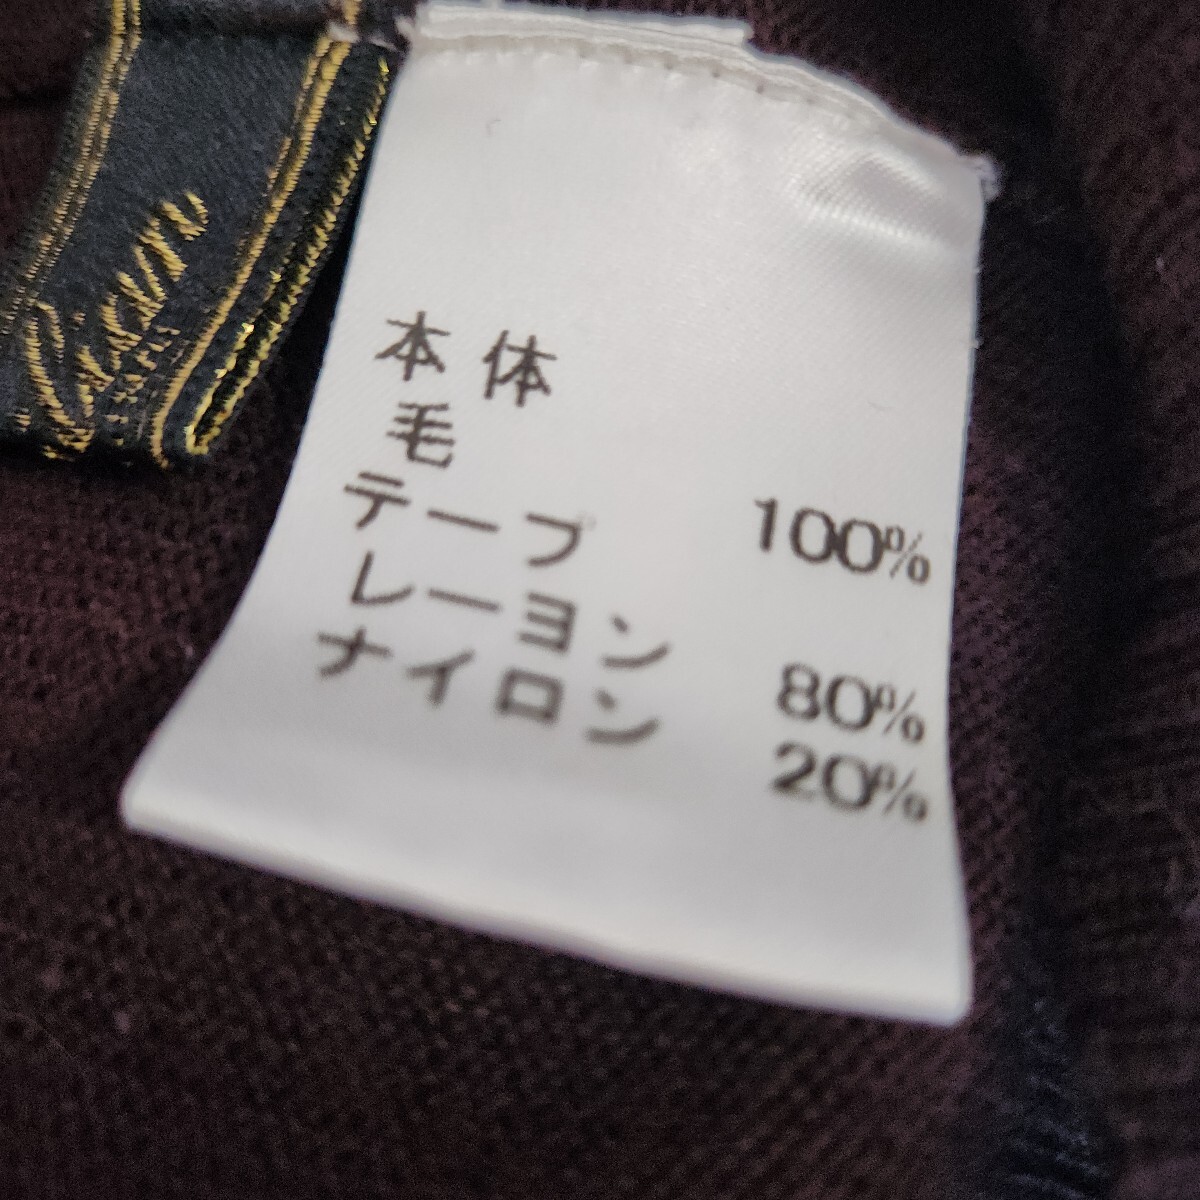 本体
毛 100%
テープ
レーヨン 80%
ナイロン 20%